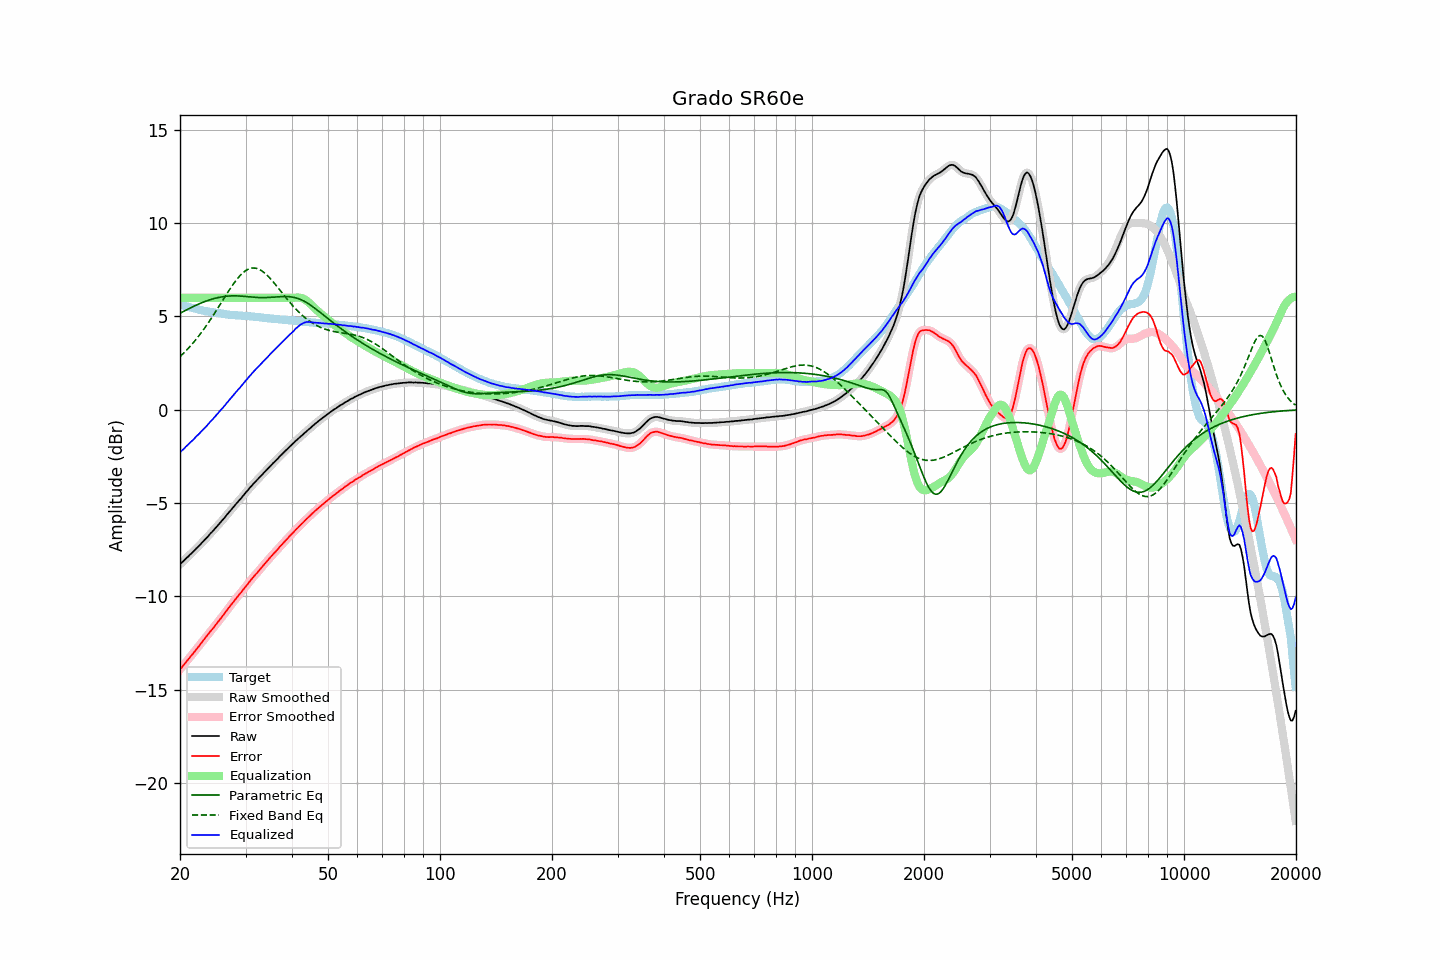 Grado SR60e
15
10
5
0
−5
−10
−15
−20
Amplitude (dBr)
Target
Raw Smoothed
Error Smoothed
Raw
Error
Equalization
Parametric Eq
Fixed Band Eq
Equalized
20 50 100 200 500 1000 2000 5000 10000 20000
Frequency (Hz)